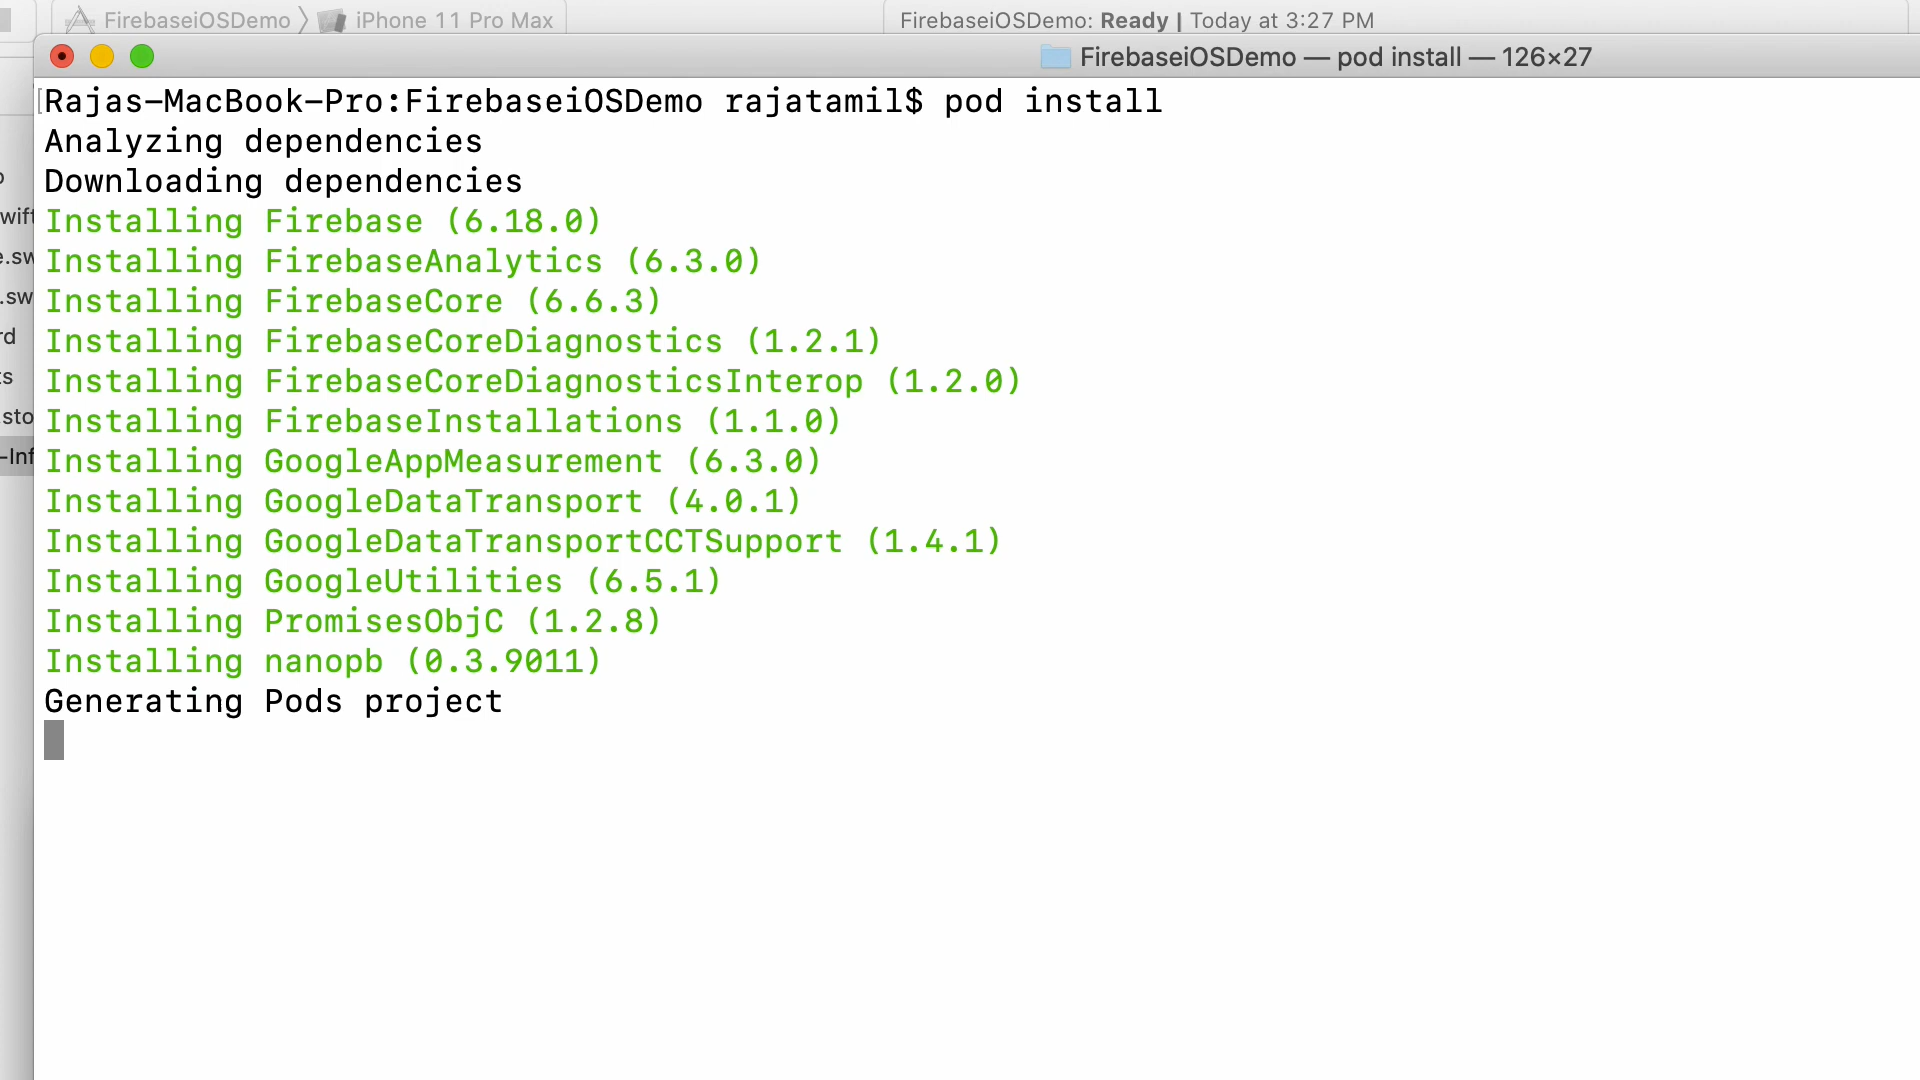 FirebaseiOSDemo 〉 iPhone 11 Pro Max
FirebaseiOSDemo: Ready | Today at 3:27 PM
FirebaseiOSDemo — pod install — 126×27
Rajas-MacBook-Pro:FirebaseiOSDemo rajatamil$ pod install
Analyzing dependencies
Downloading dependencies
Installing Firebase (6.18.0)
Installing FirebaseAnalytics (6.3.0)
Installing FirebaseCore (6.6.3)
Installing FirebaseCoreDiagnostics (1.2.1)
Installing FirebaseCoreDiagnosticsInterop (1.2.0)
Installing FirebaseInstallations (1.1.0)
Installing GoogleAppMeasurement (6.3.0)
Installing GoogleDataTransport (4.0.1)
Installing GoogleDataTransportCCTSupport (1.4.1)
Installing GoogleUtilities (6.5.1)
Installing PromisesObjC (1.2.8)
Installing nanopb (0.3.9011)
Generating Pods project